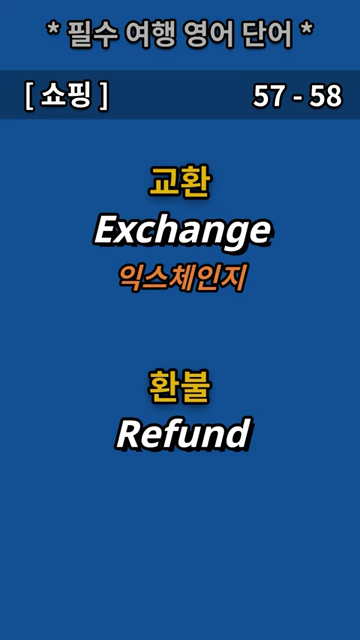 * 필수 여행 영어 단어 *
[ 쇼핑 ] 57 - 58
교환
Exchange
익스체인지
환불
Refund